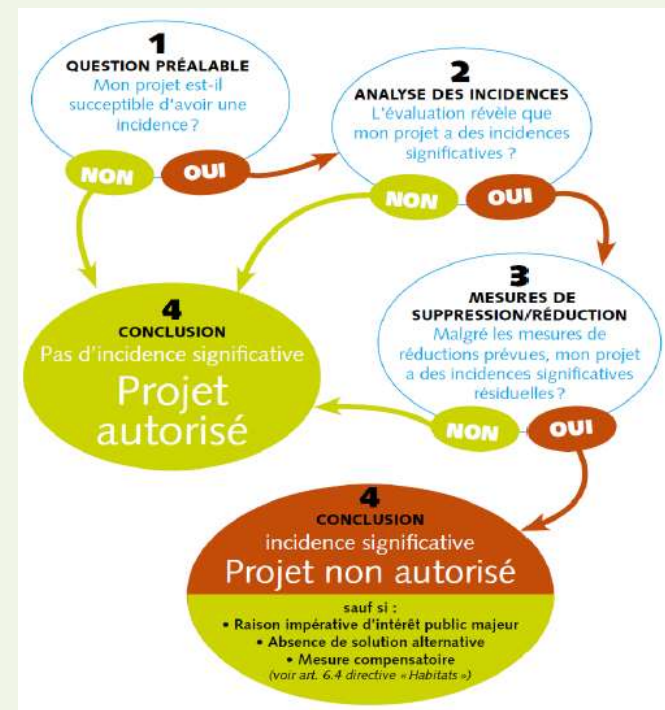 1
QUESTION PRÉALABLE
Mon projet est-il
susceptible d'avoir une
incidence ?
NON
OUI
2
ANALYSE DES INCIDENCES
L'évaluation révèle que
mon projet a des incidences
significatives ?
NON
OUI
3
MESURES DE
SUPPRESSION/RÉDUCTION
Malgré les mesures de
réductions prévues, mon projet
a des incidences significatives
résiduelles ?
NON
OUI
4
CONCLUSION
Pas d'incidence significative
Projet
autorisé
4
CONCLUSION
incidence significative
Projet non autorisé
sauf si :
• Raison impérative d'intérêt public majeur
• Absence de solution alternative
• Mesure compensatoire
(voir art. 6.4 directive « Habitats »)